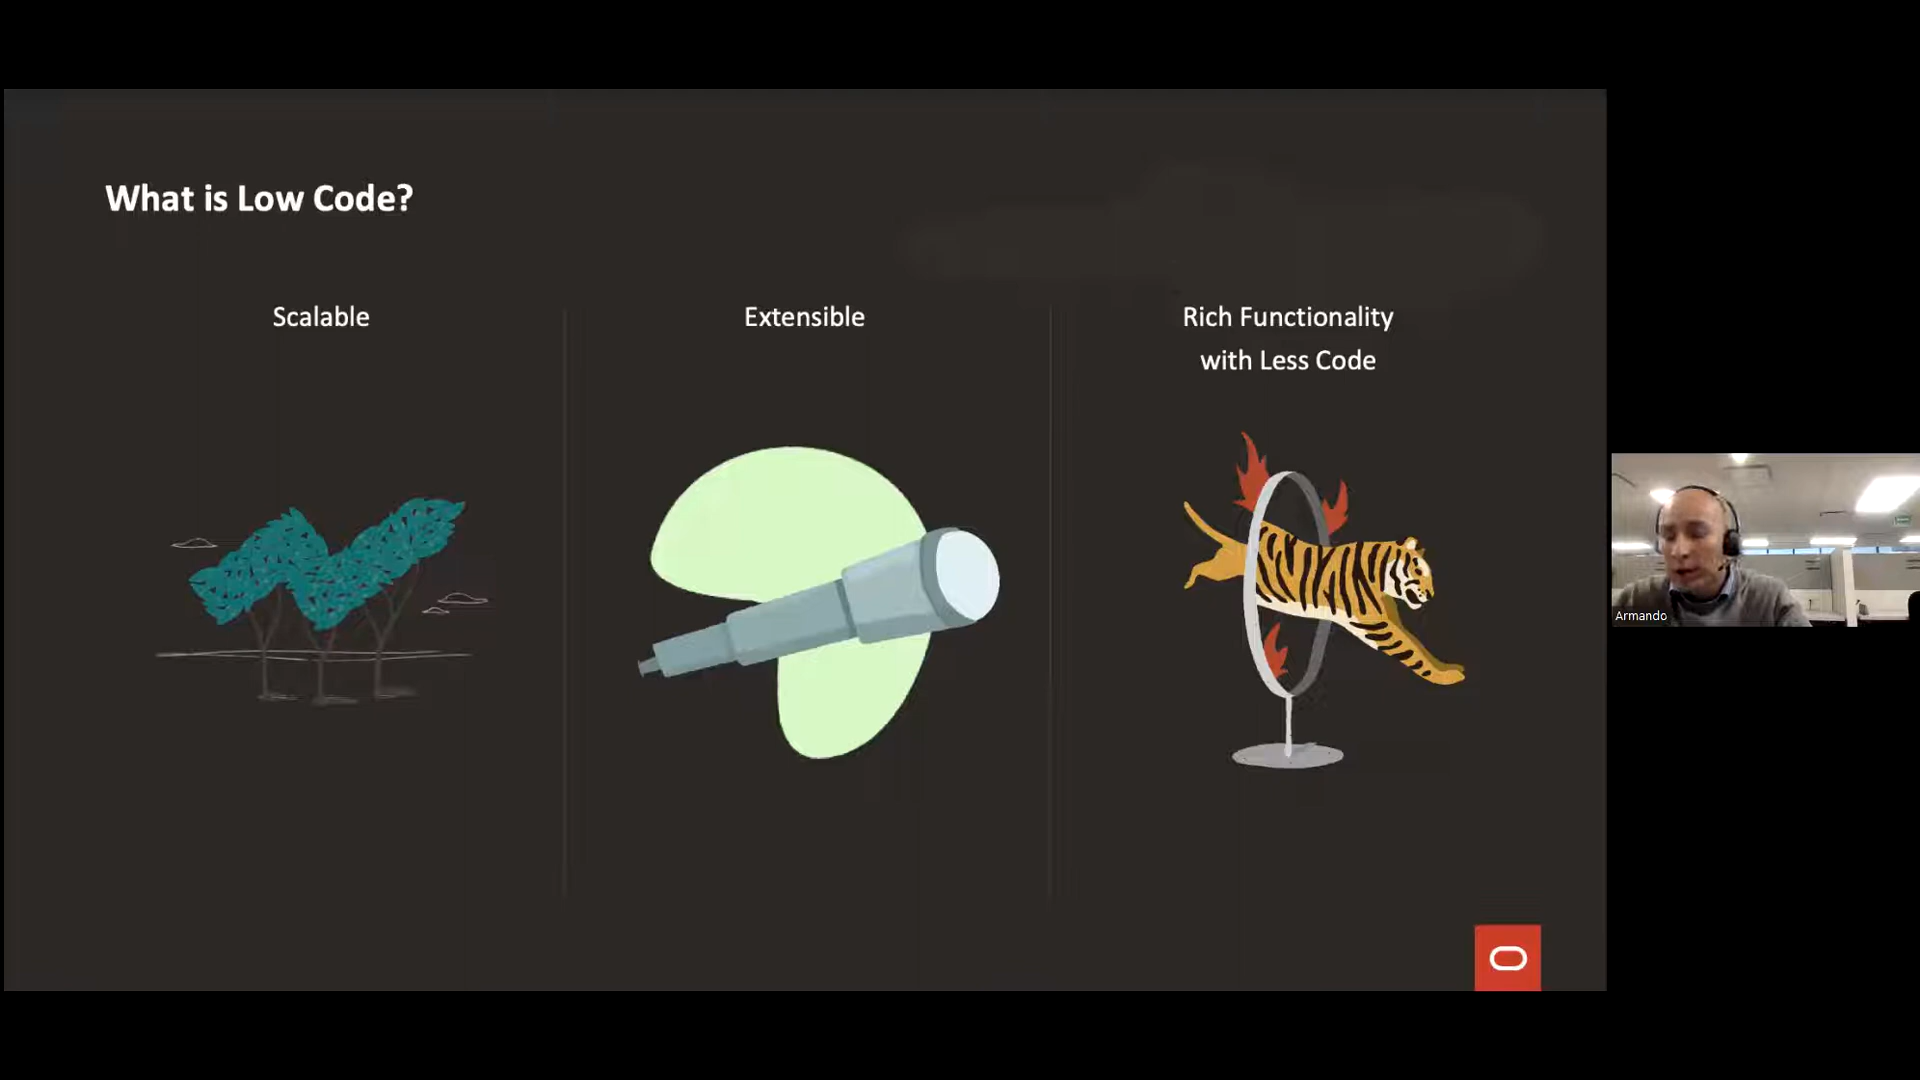 What is Low Code?
Scalable
Extensible
Rich Functionality
with Less Code
Armando